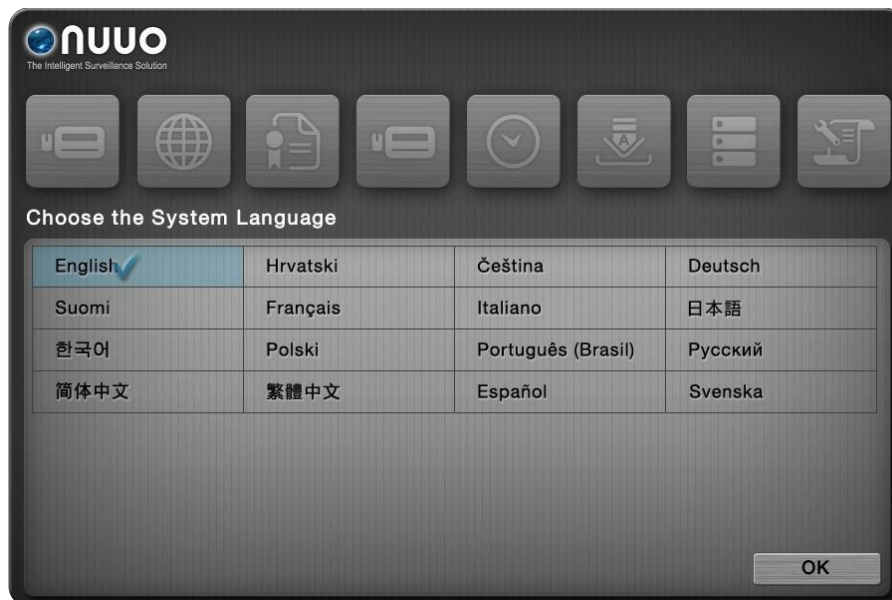 nuuo
The Intelligent Surveillance Solution
A
Choose the System Language
English Hrvatski Čeština Deutsch
Suomi Français Italiano 日本語
한국어 Polski Português (Brasil) Русский
简体中文 繁體中文 Español Svenska
OK